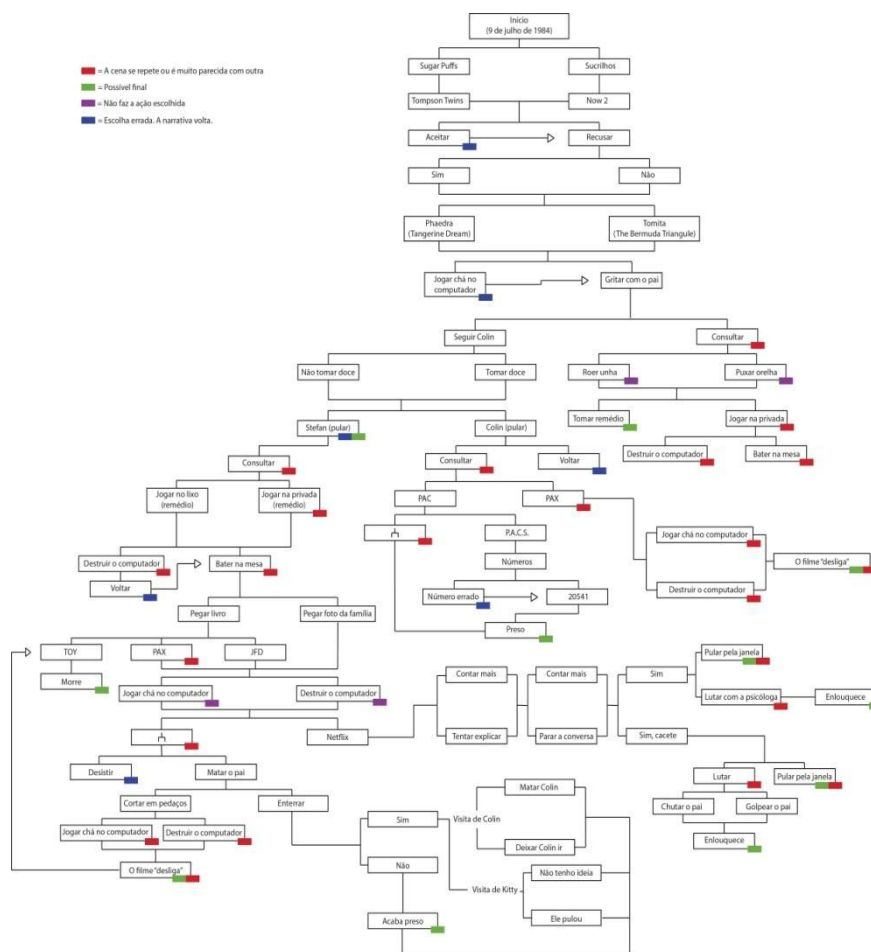 Início
(9 de julho de 1984)
= A cena se repete ou é muito parecida com outra
= Possível final
= Não faz a ação escolhida
= Escolha errada. A narrativa volta.
Sugar Puffs
Sucrilhos
Tompson Twins
Now 2
Aceitar
Recusar
Sim
Não
Phaedra
(Tangerine Dream)
Tomita
(The Bermuda Triangule)
Jogar chá no
computador
Gritar com o pai
Seguir Colin
Consultar
Não tomar doce
Tomar doce
Roer unha
Puxar orelha
Stefan (pular)
Colin (pular)
Tomar remédio
Jogar na privada
Consultar
Consultar
Voltar
Destruir o computador
Bater na mesa
Jogar no lixo
(remédio)
Jogar na privada
(remédio)
PAC
PAX
P.A.C.S.
Jogar chá no computador
Destruir o computador
Bater na mesa
Números
O filme "desliga"
Voltar
Número errado
20541
Destruir o computador
Pegar livro
Pegar foto da família
Preso
TOY
PAX
JFD
Morre
Jogar chá no computador
Destruir o computador
Contar mais
Contar mais
Sim
Pular pela janela
Lutar com a psicóloga
Enlouquece
Netflix
Tentar explicar
Parar a conversa
Sim, cacete
Desistir
Matar o pai
Lutar
Pular pela janela
Cortar em pedaços
Enterrar
Matar Colin
Chutar o pai
Golpear o pai
Jogar chá no computador
Destruir o computador
Sim
Visita de Colin
Enlouquece
Deixar Colin ir
O filme "desliga"
Não
Não tenho ideia
Visita de Kitty
Acaba preso
Ele pulou